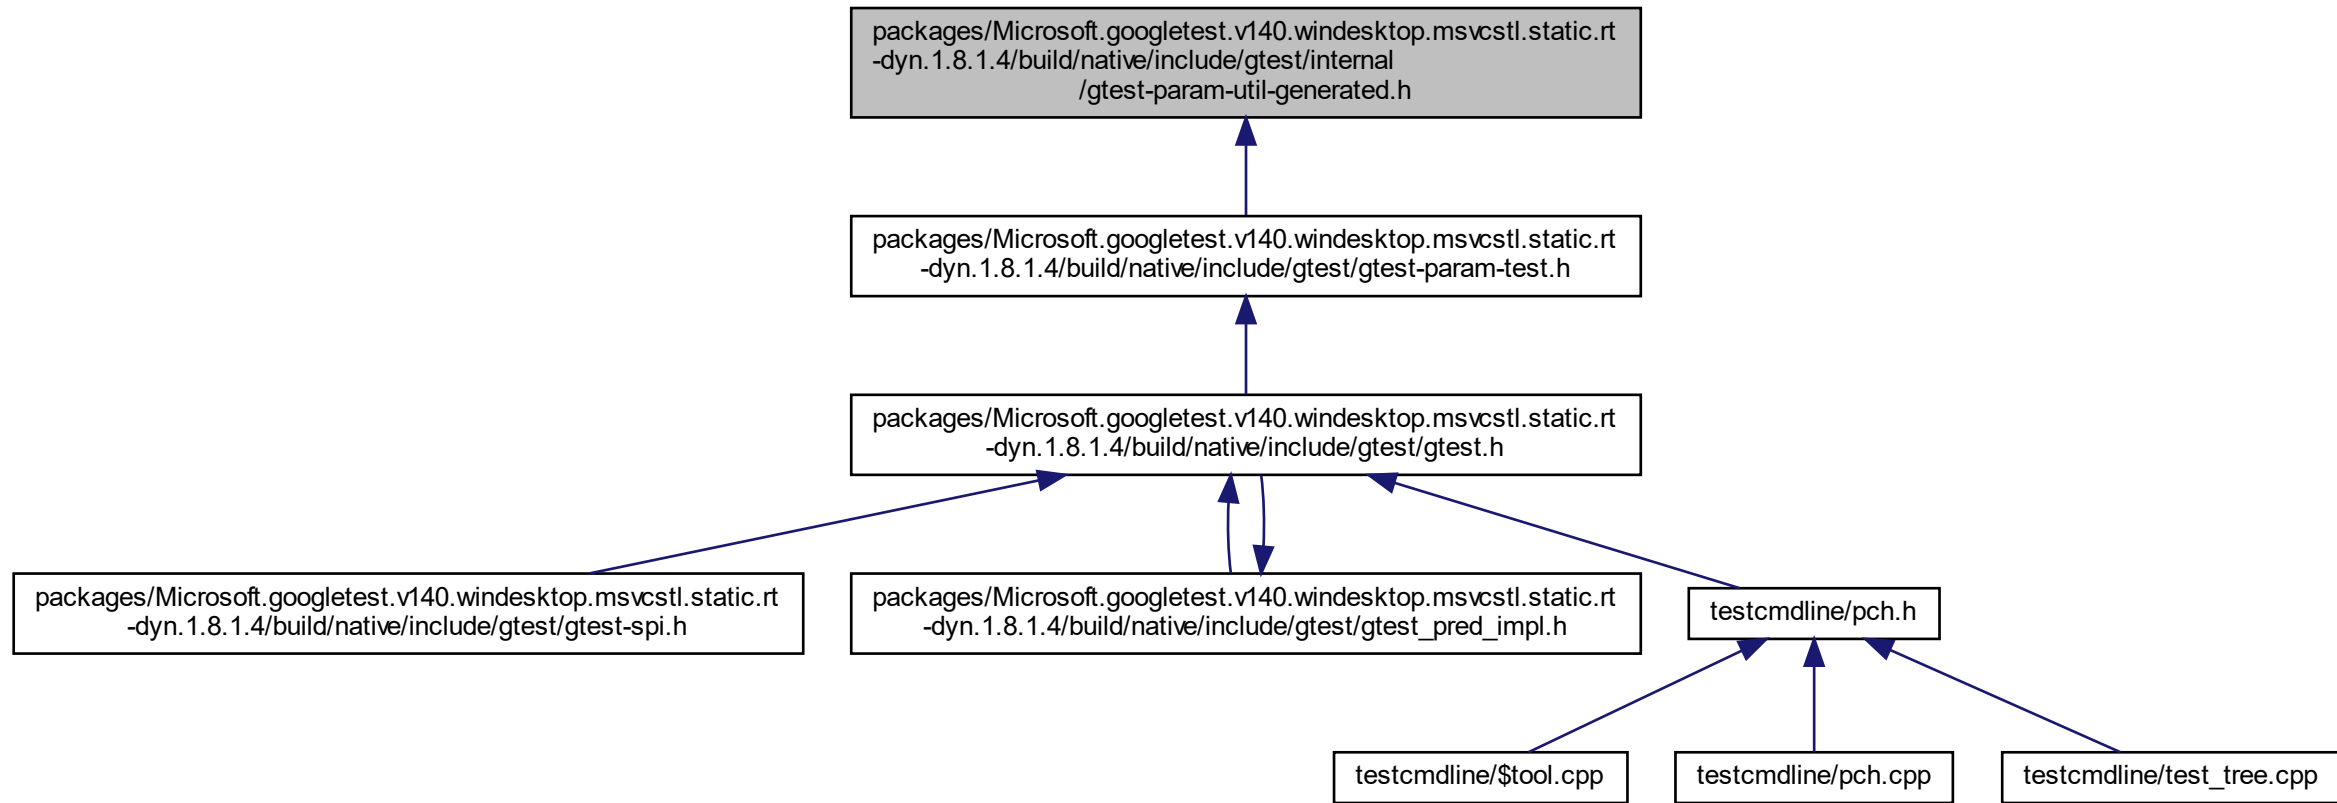 packages/Microsoft.googletest.v140.windesktop.msvcstl.static.rt
-dyn.1.8.1.4/build/native/include/gtest/internal
/gtest-param-util-generated.h
packages/Microsoft.googletest.v140.windesktop.msvcstl.static.rt
-dyn.1.8.1.4/build/native/include/gtest/gtest-param-test.h
packages/Microsoft.googletest.v140.windesktop.msvcstl.static.rt
-dyn.1.8.1.4/build/native/include/gtest/gtest.h
packages/Microsoft.googletest.v140.windesktop.msvcstl.static.rt
-dyn.1.8.1.4/build/native/include/gtest/gtest-spi.h
packages/Microsoft.googletest.v140.windesktop.msvcstl.static.rt
-dyn.1.8.1.4/build/native/include/gtest/gtest_pred_impl.h
testcmdline/pch.h
testcmdline/$tool.cpp
testcmdline/pch.cpp
testcmdline/test_tree.cpp